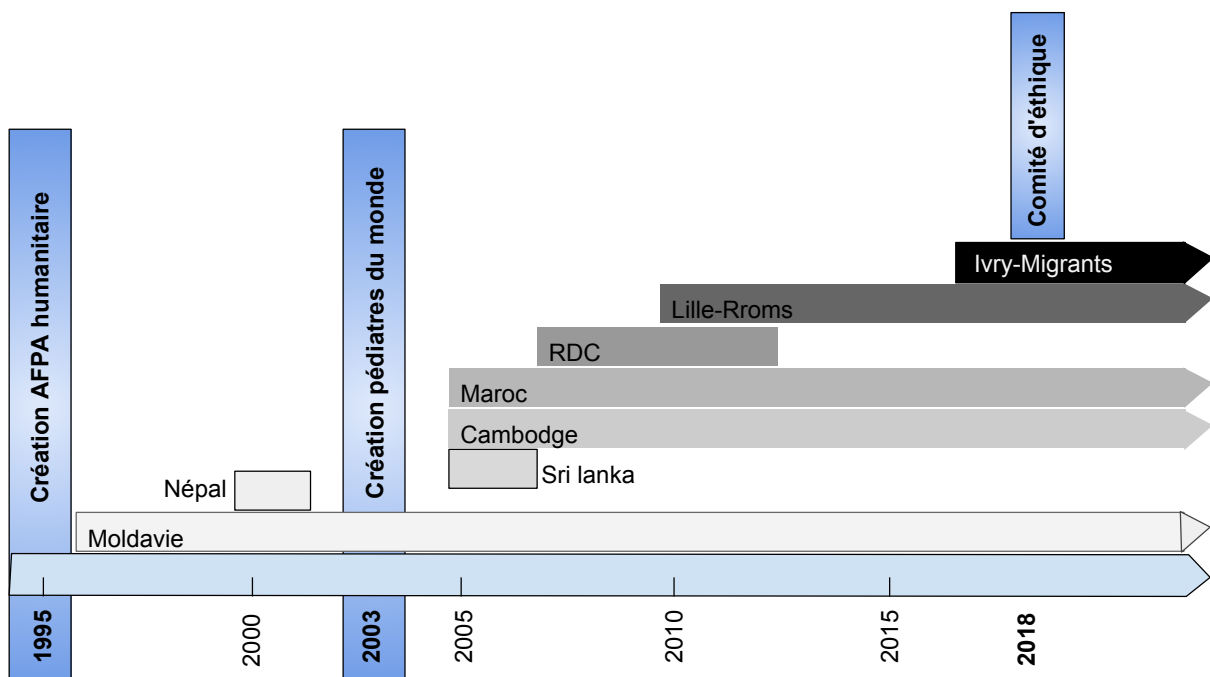 Comité d'éthique
Création AFPA humanitaire
Création pédiatres du monde
Ivry-Migrants
Lille-Rroms
RDC
Maroc
Cambodge
Sri lanka
Népal
Moldavie
1995
2000
2003
2005
2010
2015
2018